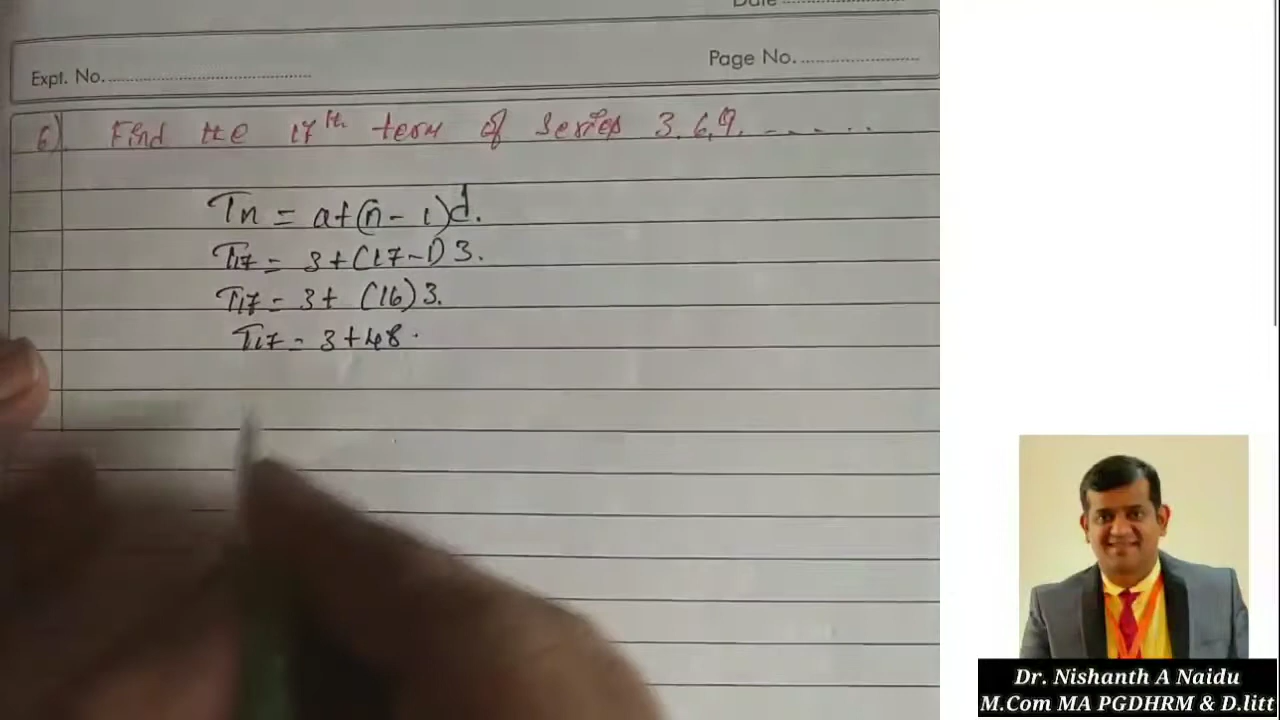 Date
Page No.
Expt. No.
6) Find the 17th term of series 3, 6, 9, ------
Tn = a+(n-1)d.
T17 = 3+(17-1)3.
T17 = 3+ (16)3.
T17 = 3+48.
Dr. Nishanth A Naidu
M.Com MA PGDHRM & D.litt